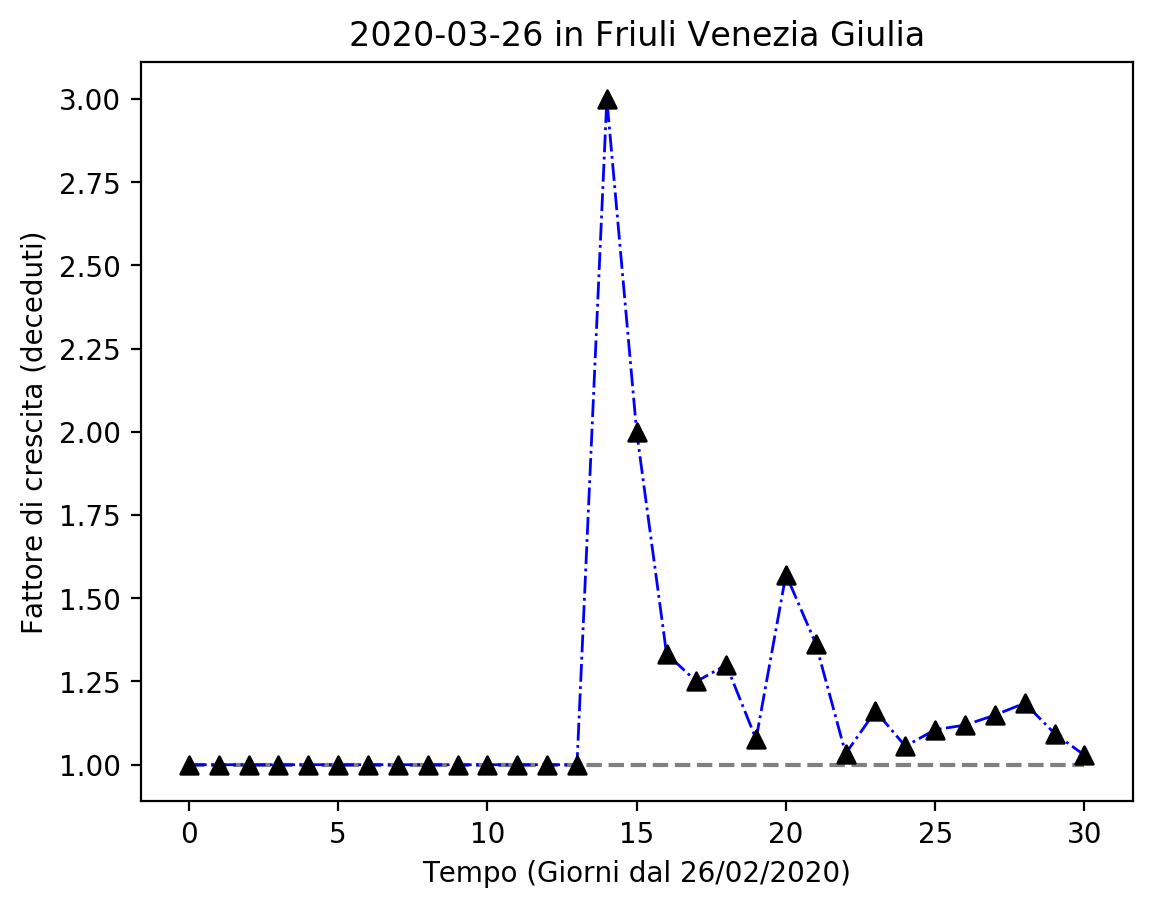 2020-03-26 in Friuli Venezia Giulia
Fattore di crescita (deceduti)
3.00
2.75
2.50
2.25
2.00
1.75
1.50
1.25
1.00
0 5 10 15 20 25 30
Tempo (Giorni dal 26/02/2020)